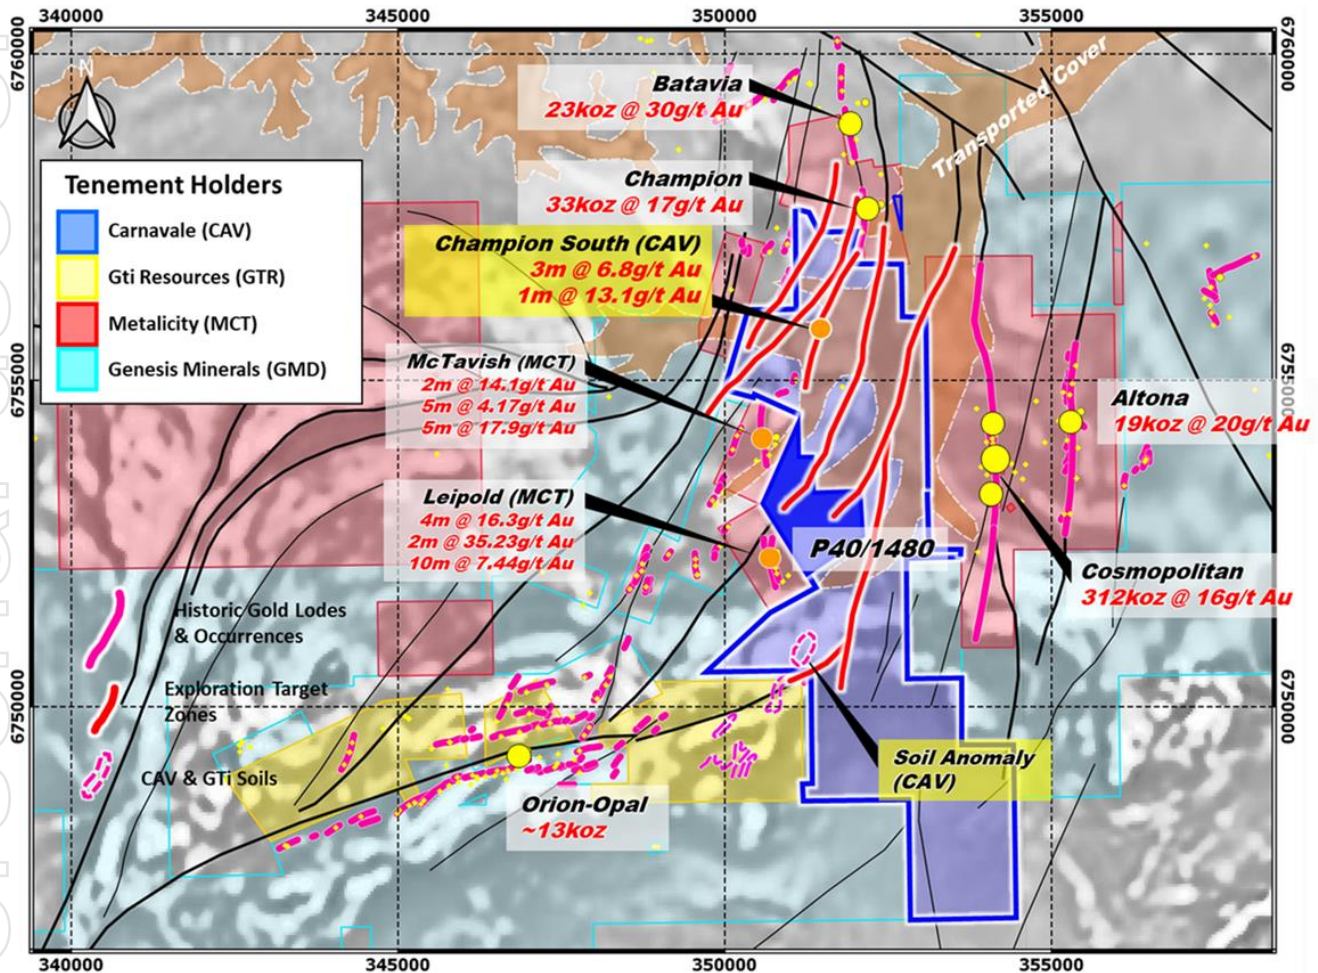 340000
345000
350000
355000
6760000
6760000
N
Batavia
23koz @ 30g/t Au
Transported Cover
Tenement Holders
Carnavale (CAV)
Gti Resources (GTR)
Metalicity (MCT)
Genesis Minerals (GMD)
Champion
33koz @ 17g/t Au
Champion South (CAV)
3m @ 6.8g/t Au
1m @ 13.1g/t Au
6755000
6755000
McTavish (MCT)
2m @ 14.1g/t Au
5m @ 4.17g/t Au
5m @ 17.9g/t Au
Altona
19koz @ 20g/t Au
Leipold (MCT)
4m @ 16.3g/t Au
2m @ 35.23g/t Au
10m @ 7.44g/t Au
P40/1480
Cosmopolitan
312koz @ 16g/t Au
Historic Gold Lodes
& Occurrences
Exploration Target
Zones
CAV & GTi Soils
6750000
6750000
Soil Anomaly
(CAV)
Orion-Opal
~13koz
340000
345000
350000
355000